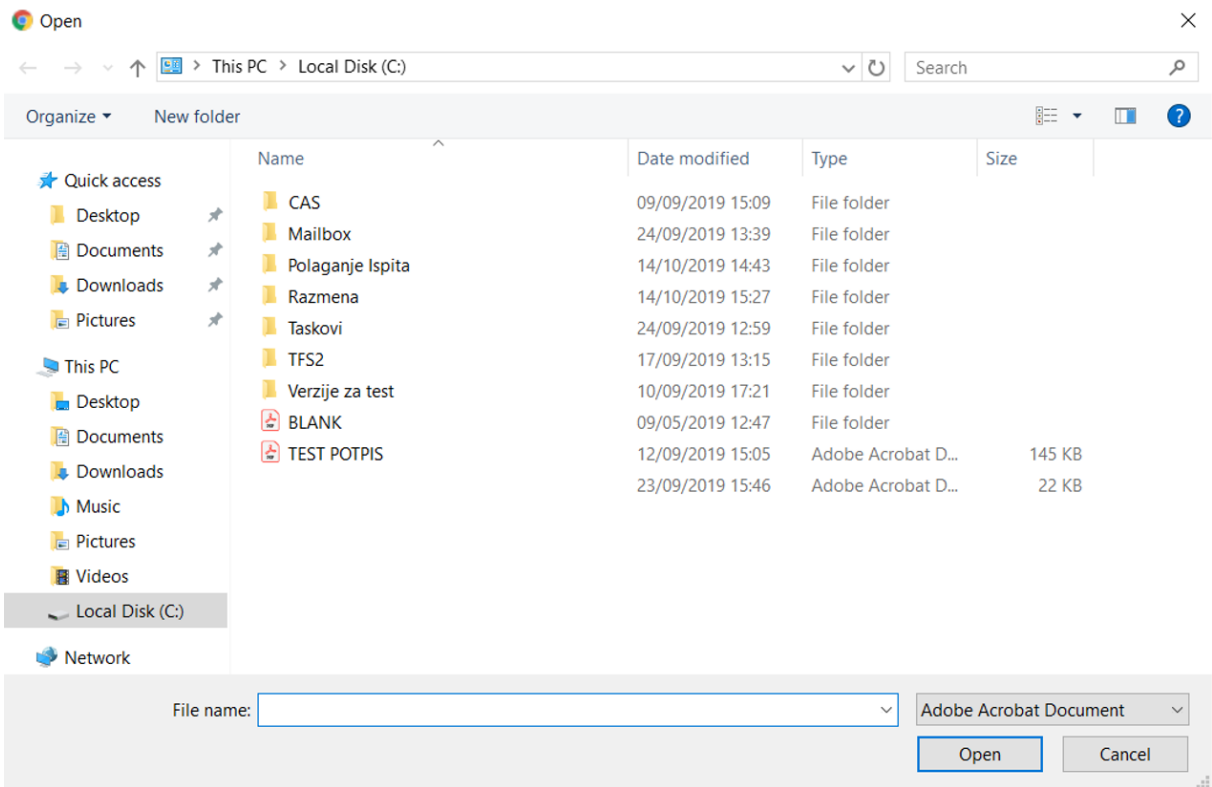 Open
This PC > Local Disk (C:)
Search
Organize
New folder
?
Name Date modified Type Size
Quick access
Desktop
Documents
Downloads
Pictures
This PC
Desktop
Documents
Downloads
Music
Pictures
Videos
Local Disk (C:)
Network
CAS 09/09/2019 15:09 File folder
Mailbox 24/09/2019 13:39 File folder
Polaganje Ispita 14/10/2019 14:43 File folder
Razmena 14/10/2019 15:27 File folder
Taskovi 24/09/2019 12:59 File folder
TFS2 17/09/2019 13:15 File folder
Verzije za test 10/09/2019 17:21 File folder
BLANK 09/05/2019 12:47 File folder
TEST POTPIS 12/09/2019 15:05 Adobe Acrobat D... 145 KB
23/09/2019 15:46 Adobe Acrobat D... 22 KB
File name:
Adobe Acrobat Document
Open
Cancel